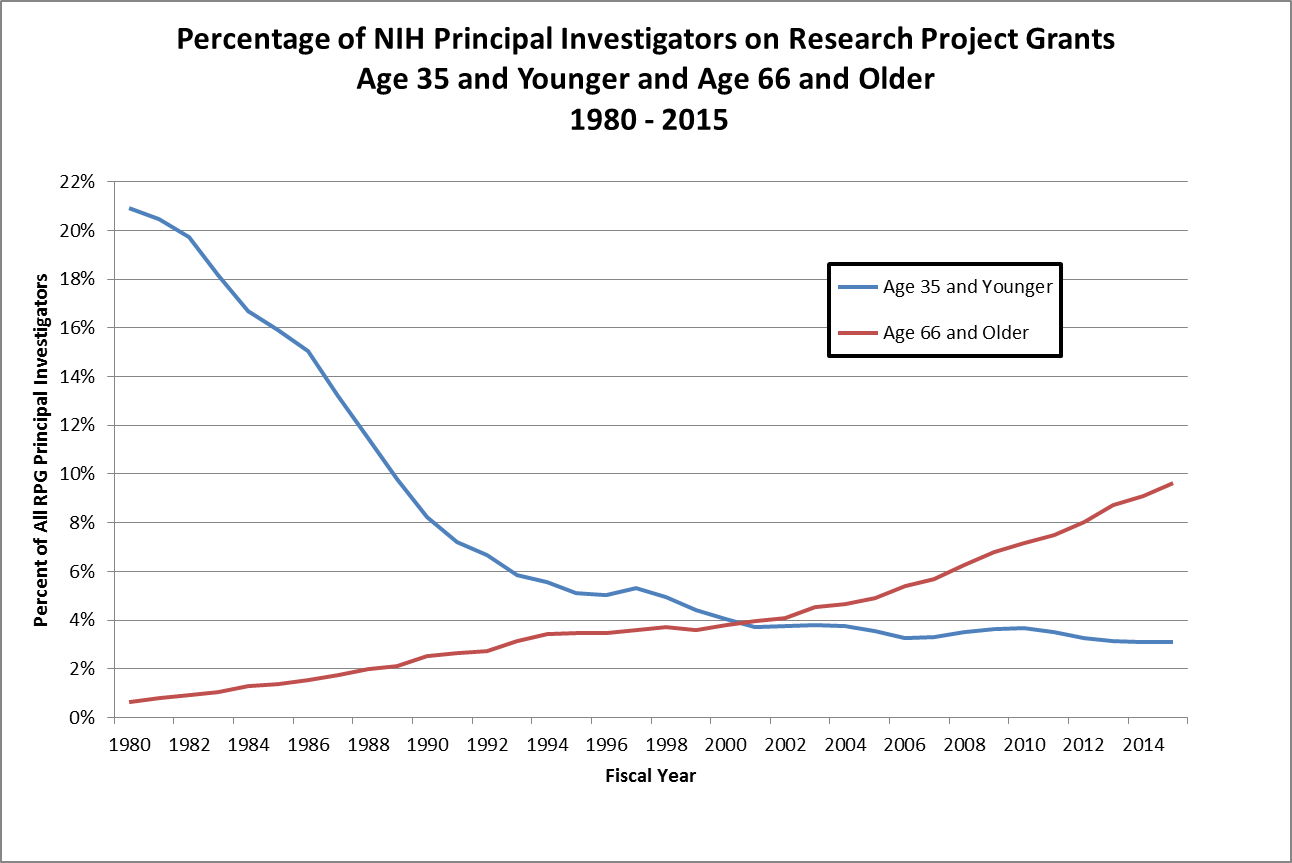 Percentage of NIH Principal Investigators on Research Project Grants
Age 35 and Younger and Age 66 and Older
1980 - 2015
Percent of All RPG Principal Investigators
22%
20%
18%
16%
14%
12%
10%
8%
6%
4%
2%
0%
Age 35 and Younger
Age 66 and Older
1980 1982 1984 1986 1988 1990 1992 1994 1996 1998 2000 2002 2004 2006 2008 2010 2012 2014
Fiscal Year